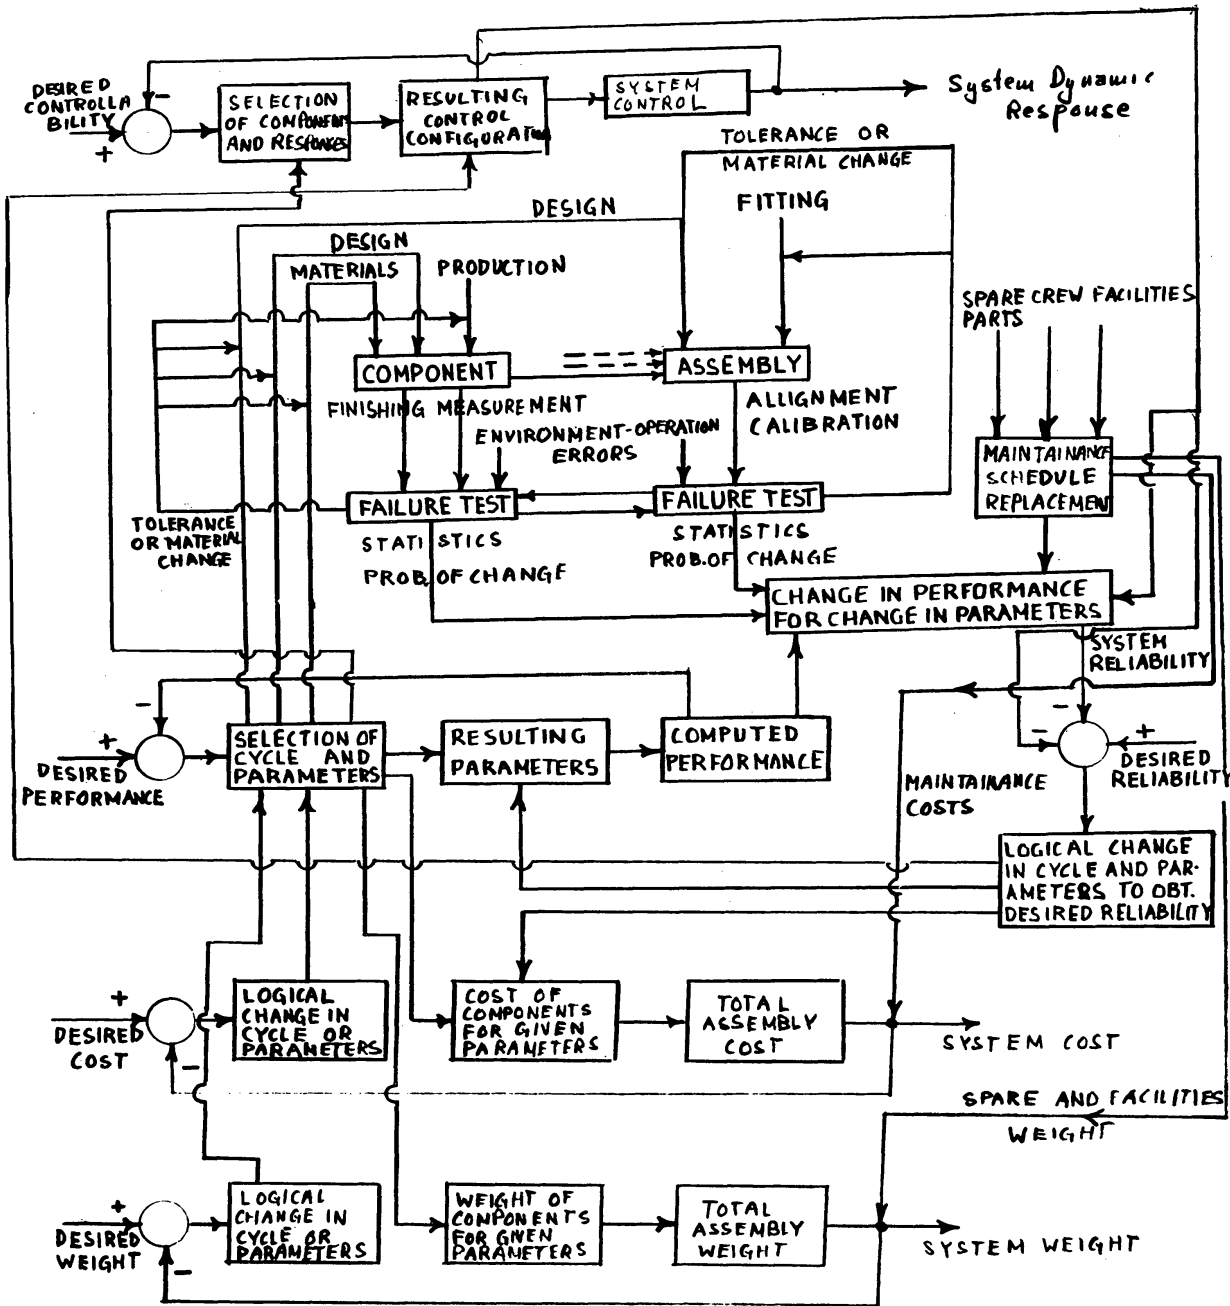 DESIRED
CONTROLLA
BILITY
-
+
SELECTION
OF COMPONEN
AND RESPONSES
RESULTING
CONTROL
CONFIGURATION
SYSTEM
CONTROL
System Dynamic
Response
TOLERANCE OR
MATERIAL CHANGE
FITTING
DESIGN
DESIGN
MATERIALS
PRODUCTION
SPARE CREW FACILITIES
PARTS
COMPONENT
ASSEMBLY
FINISHING MEASUREMENT
ALLIGNMENT
CALIBRATION
ENVIRONMENT-OPERATION
ERRORS
MAINTAINANCE
SCHEDULE
REPLACEMENT
FAILURE TEST
FAILURE TEST
TOLERANCE
OR MATERIAL
CHANGE
STATISTICS
PROB. OF CHANGE
STATISTICS
PROB. OF CHANGE
CHANGE IN PERFORMANCE
FOR CHANGE IN PARAMETERS
SYSTEM
RELIABILITY
-
+
DESIRED
PERFORMANCE
SELECTION OF
CYCLE AND
PARAMETERS
RESULTING
PARAMETERS
COMPUTED
PERFORMANCE
-
-
+
DESIRED
RELIABILITY
MAINTAINANCE
COSTS
LOGICAL CHANGE
IN CYCLE AND PAR-
AMETERS TO OBT.
DESIRED RELIABILITY
+
DESIRED
COST
-
LOGICAL
CHANGE IN
CYCLE OR
PARAMETERS
COST OF
COMPONENTS
FOR GIVEN
PARAMETERS
TOTAL
ASSEMBLY
COST
SYSTEM COST
SPARE AND FACILITIES
WEIGHT
+
DESIRED
WEIGHT
-
LOGICAL
CHANGE IN
CYCLE OR
PARAMETERS
WEIGHT OF
COMPONENTS
FOR GIVEN
PARAMETERS
TOTAL
ASSEMBLY
WEIGHT
SYSTEM WEIGHT